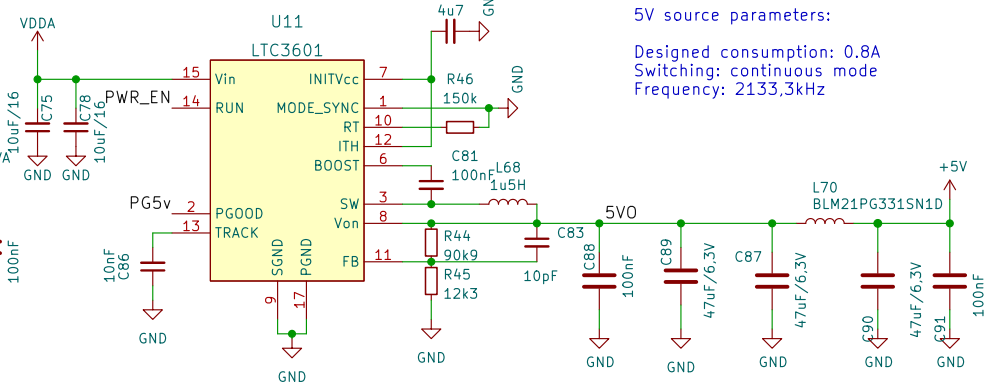 5V source parameters:
Designed consumption: 0.8A
Switching: continuous mode
Frequency: 2133,3kHz
VDDA
U11
LTC3601
4u7
GND
15
Vin
INITVcc
7
R46
150k
GND
PWR_EN
14
RUN
MODE_SYNC
1
RT
10
ITH
12
BOOST
6
C75
10uF/16
C78
10uF/16
GND
GND
C81
100nF
L68
1u5H
SW
3
PG5v
2
PGOOD
Von
8
5VO
13
TRACK
FB
11
R44
90k9
R45
12k3
C83
10pF
SGND
PGND
9
17
10nF
C86
GND
GND
GND
100nF
C88
100nF
GND
C89
47uF/6,3V
GND
C87
47uF/6,3V
GND
L70
BLM21PG331SN1D
+5V
C90
47uF/6,3V
GND
C91
100nF
GND